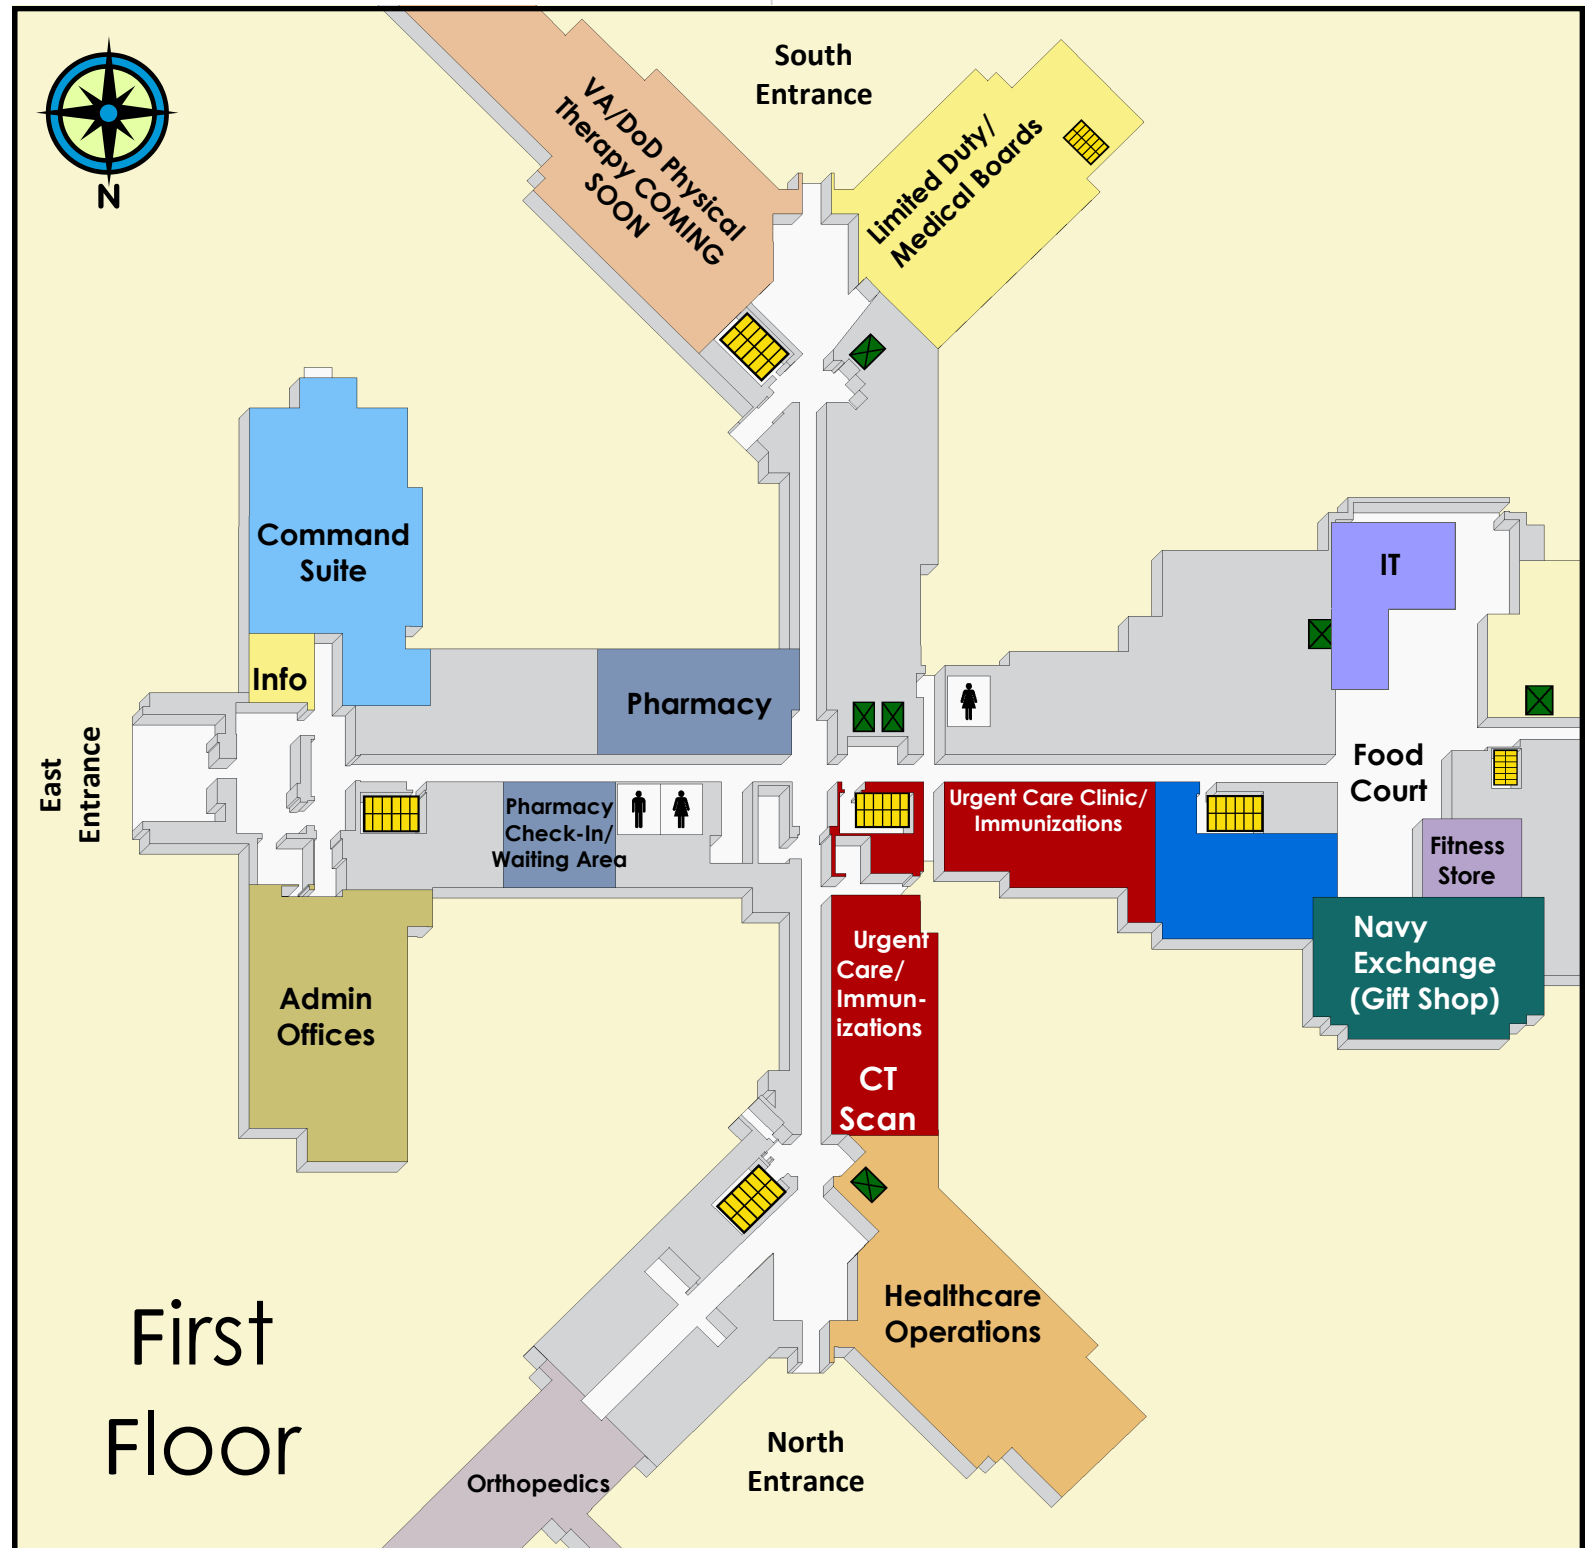 South
Entrance
VA/DoD Physical
Therapy COMING
SOON
Limited Duty/
Medical Boards
N
Command
Suite
IT
Info
Pharmacy
East
Entrance
Food
Court
Pharmacy
Check-In/
Waiting Area
Urgent Care Clinic/
Immunizations
Fitness
Store
Navy
Exchange
(Gift Shop)
Urgent
Care/
Immun-
izations
Admin
Offices
CT
Scan
Healthcare
Operations
First
Floor
North
Entrance
Orthopedics